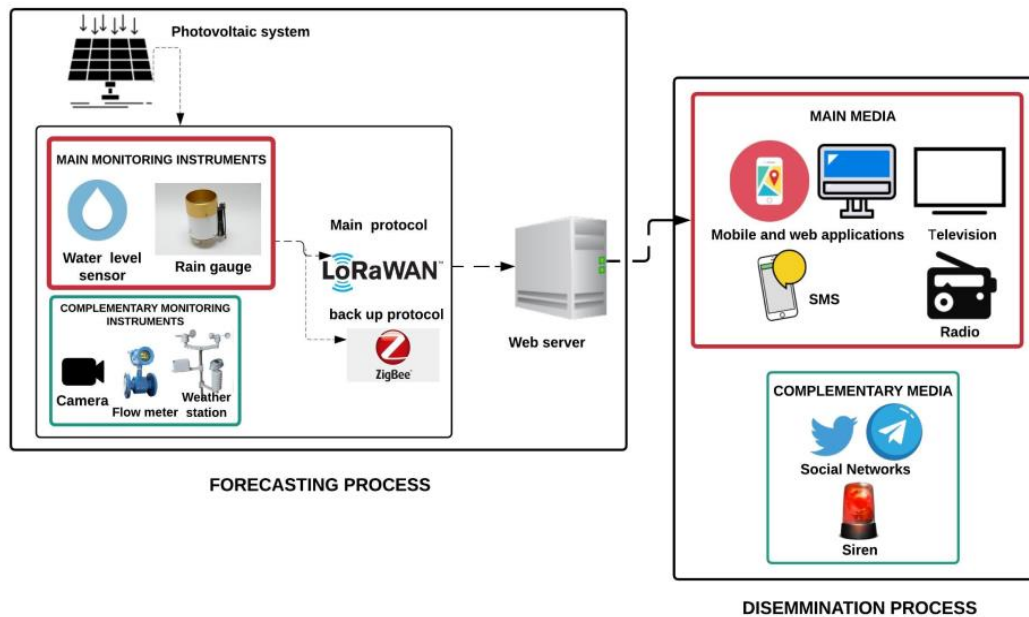 Photovoltaic system
MAIN MONITORING INSTRUMENTS
Water level
sensor
Rain gauge
COMPLEMENTARY MONITORING
INSTRUMENTS
Camera
Flow meter
Weather
station
Main protocol
LoRaWAN™
back up protocol
ZigBee
Web server
FORECASTING PROCESS
MAIN MEDIA
Mobile and web applications
Television
SMS
Radio
COMPLEMENTARY MEDIA
Social Networks
Siren
DISEMMINATION PROCESS